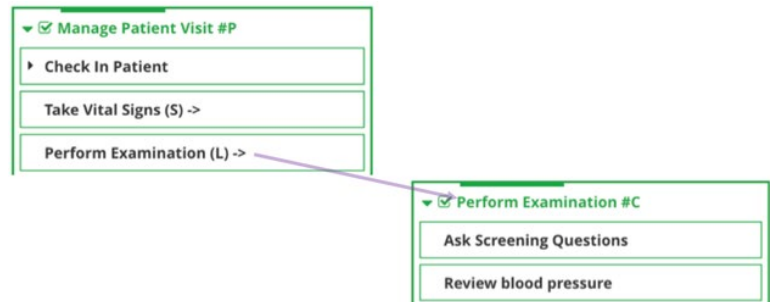 Manage Patient Visit #P
Check In Patient
Take Vital Signs (S) ->
Perform Examination (L) ->
Perform Examination #C
Ask Screening Questions
Review blood pressure